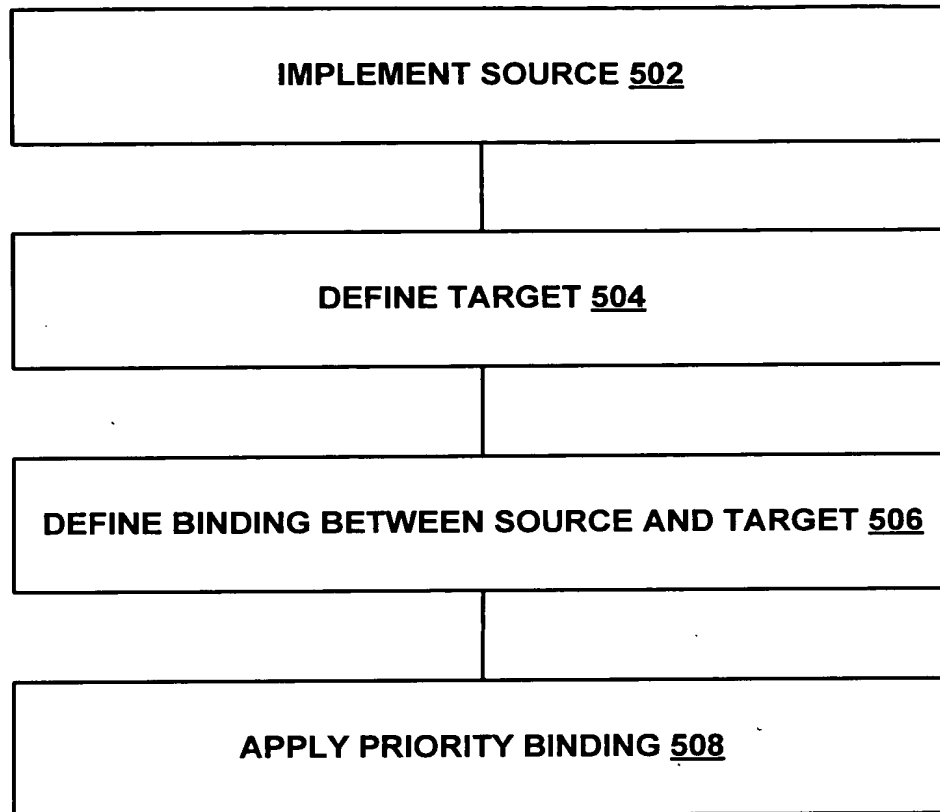 IMPLEMENT SOURCE 502
DEFINE TARGET 504
DEFINE BINDING BETWEEN SOURCE AND TARGET 506
APPLY PRIORITY BINDING 508